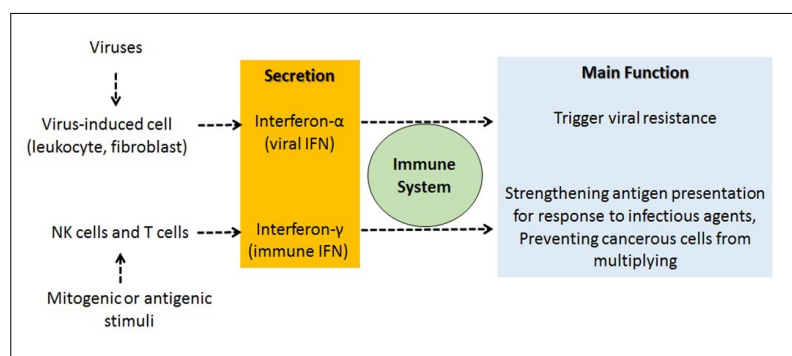 Viruses
Virus-induced cell
(leukocyte, fibroblast)
NK cells and T cells
Mitogenic or antigenic
stimuli
Secretion
Interferon-α
(viral IFN)
Interferon-γ
(immune IFN)
Immune
System
Main Function
Trigger viral resistance
Strengthening antigen presentation
for response to infectious agents,
Preventing cancerous cells from
multiplying